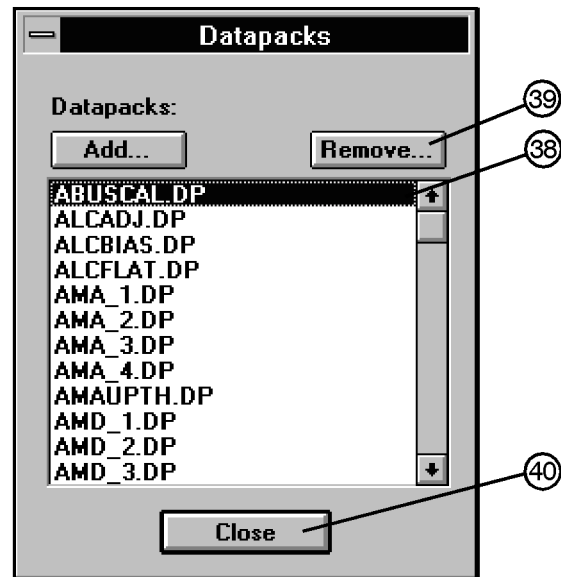 Datapacks
Datapacks:
Add... Remove...
ABUSCAL.DP
ALCADJ.DP
ALCBIAS.DP
ALCFLAT.DP
AMA_1.DP
AMA_2.DP
AMA_3.DP
AMA_4.DP
AMAUPTH.DP
AMD_1.DP
AMD_2.DP
AMD_3.DP
Close
39
38
40